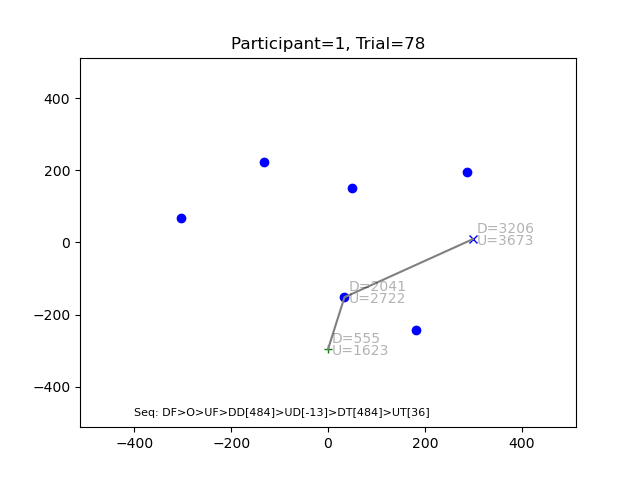 Participant=1, Trial=78
400
200
0
−200
−400
D=3206
U=3673
D=2041
U=2722
D=555
U=1623
Seq: DF>O>UF>DD[484]>UD[-13]>DT[484]>UT[36]
−400 −200 0 200 400